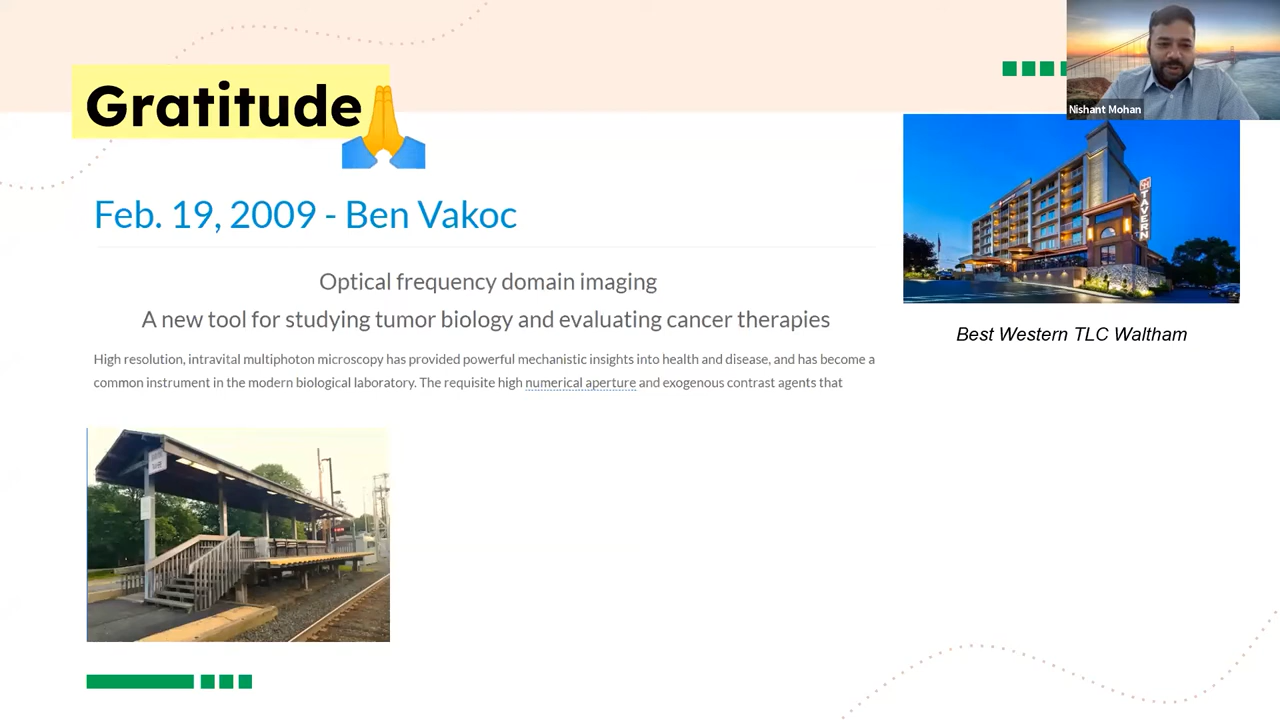 Gratitude
Nishant Mohan
TAVERN
Feb. 19, 2009 - Ben Vakoc
Optical frequency domain imaging
A new tool for studying tumor biology and evaluating cancer therapies
Best Western TLC Waltham
High resolution, intravital multiphoton microscopy has provided powerful mechanistic insights into health and disease, and has become a
common instrument in the modern biological laboratory. The requisite high numerical aperture and exogenous contrast agents that